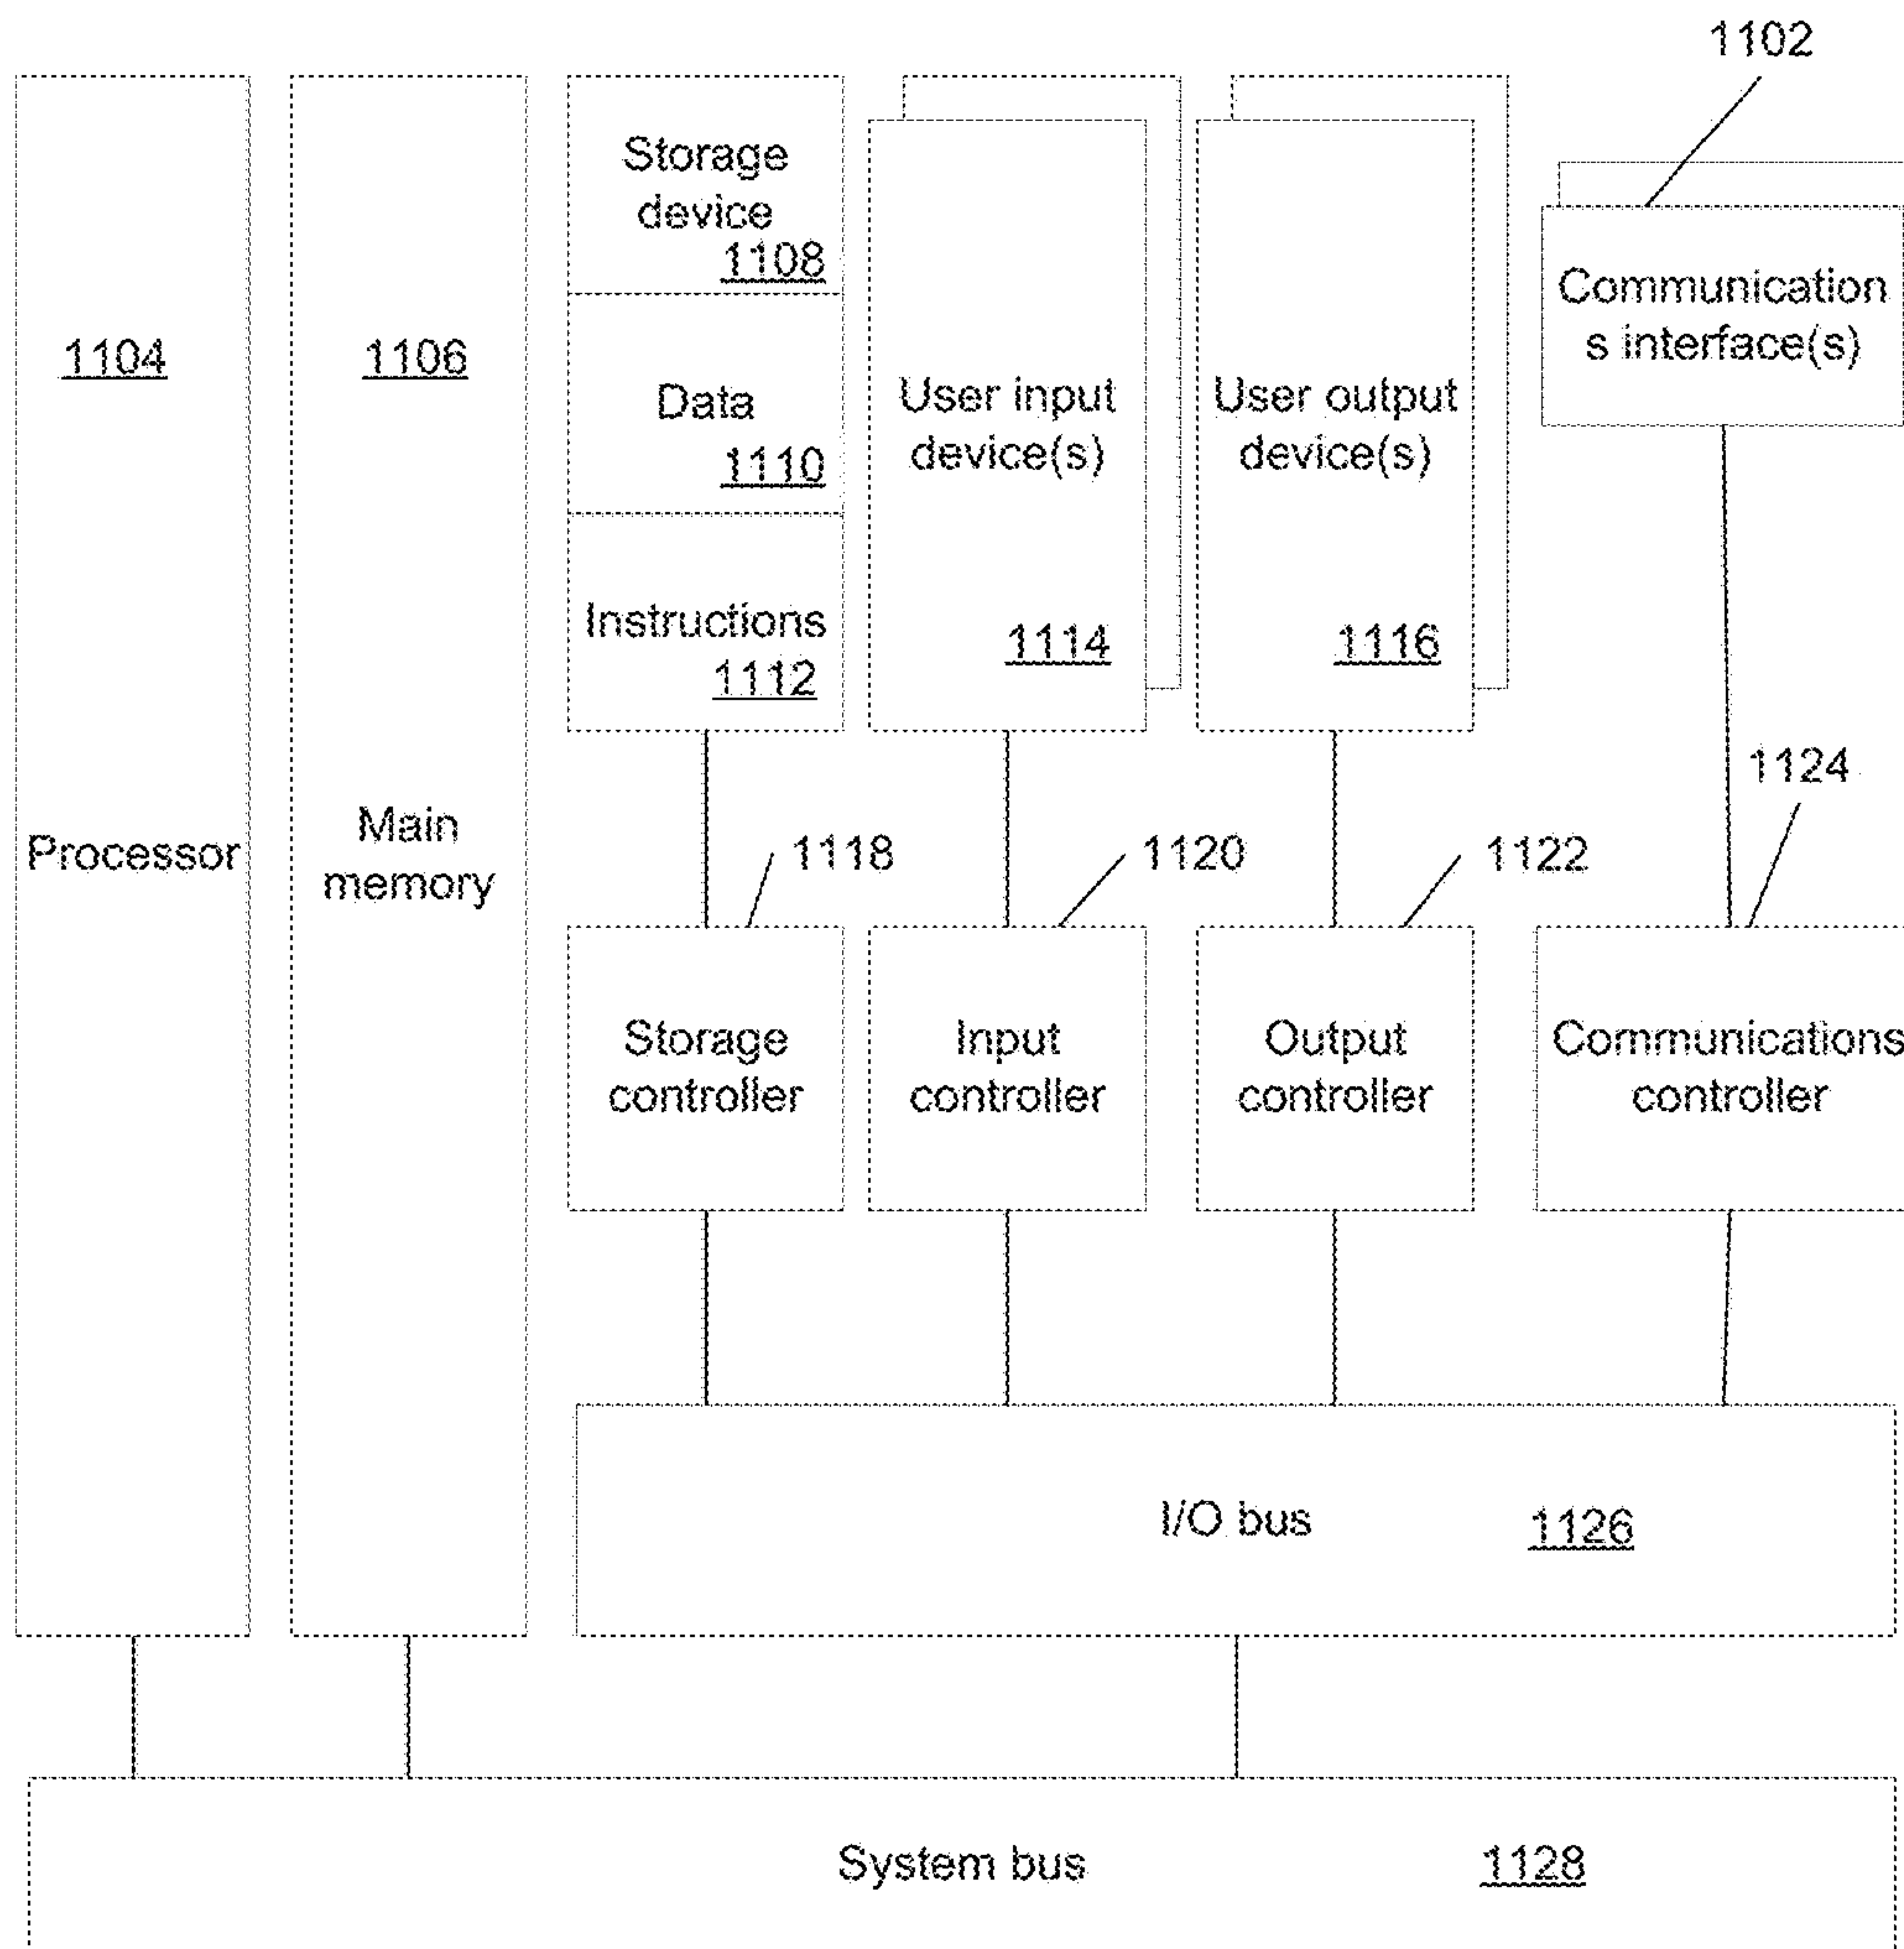 1102
Storage
device
1108
Communication
s interface(s)
1104
1106
Data
1110
User input
device(s)
1114
User output
device(s)
1116
Instructions
1112
1124
Processor
Main
memory
1118
1120
1122
Storage
controller
Input
controller
Output
controller
Communications
controller
I/O bus
1126
System bus
1128